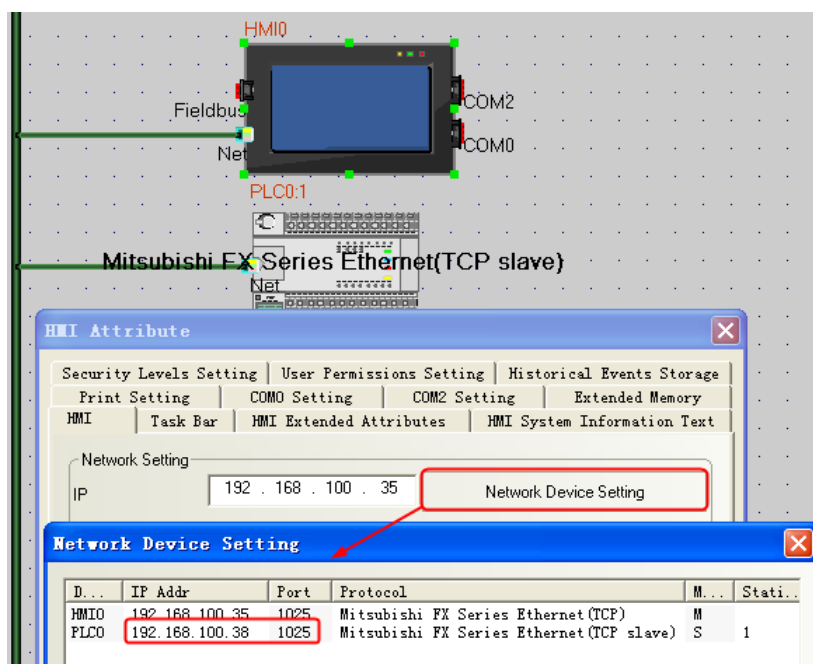 HMI0
COM2
Fieldbus
COM0
Net
PLC0:1
Mitsubishi FX Series Ethernet(TCP slave)
Net
HMI Attribute
Security Levels Setting User Permissions Setting Historical Events Storage
Print Setting COM0 Setting COM2 Setting Extended Memory
HMI Task Bar HMI Extended Attributes HMI System Information Text
Network Setting
IP 192 . 168 . 100 . 35 Network Device Setting
Network Device Setting
D... IP Addr Port Protocol M... Stati..
HMI0 192.168.100.35 1025 Mitsubishi FX Series Ethernet(TCP) M
PLC0 192.168.100.38 1025 Mitsubishi FX Series Ethernet(TCP slave) S 1